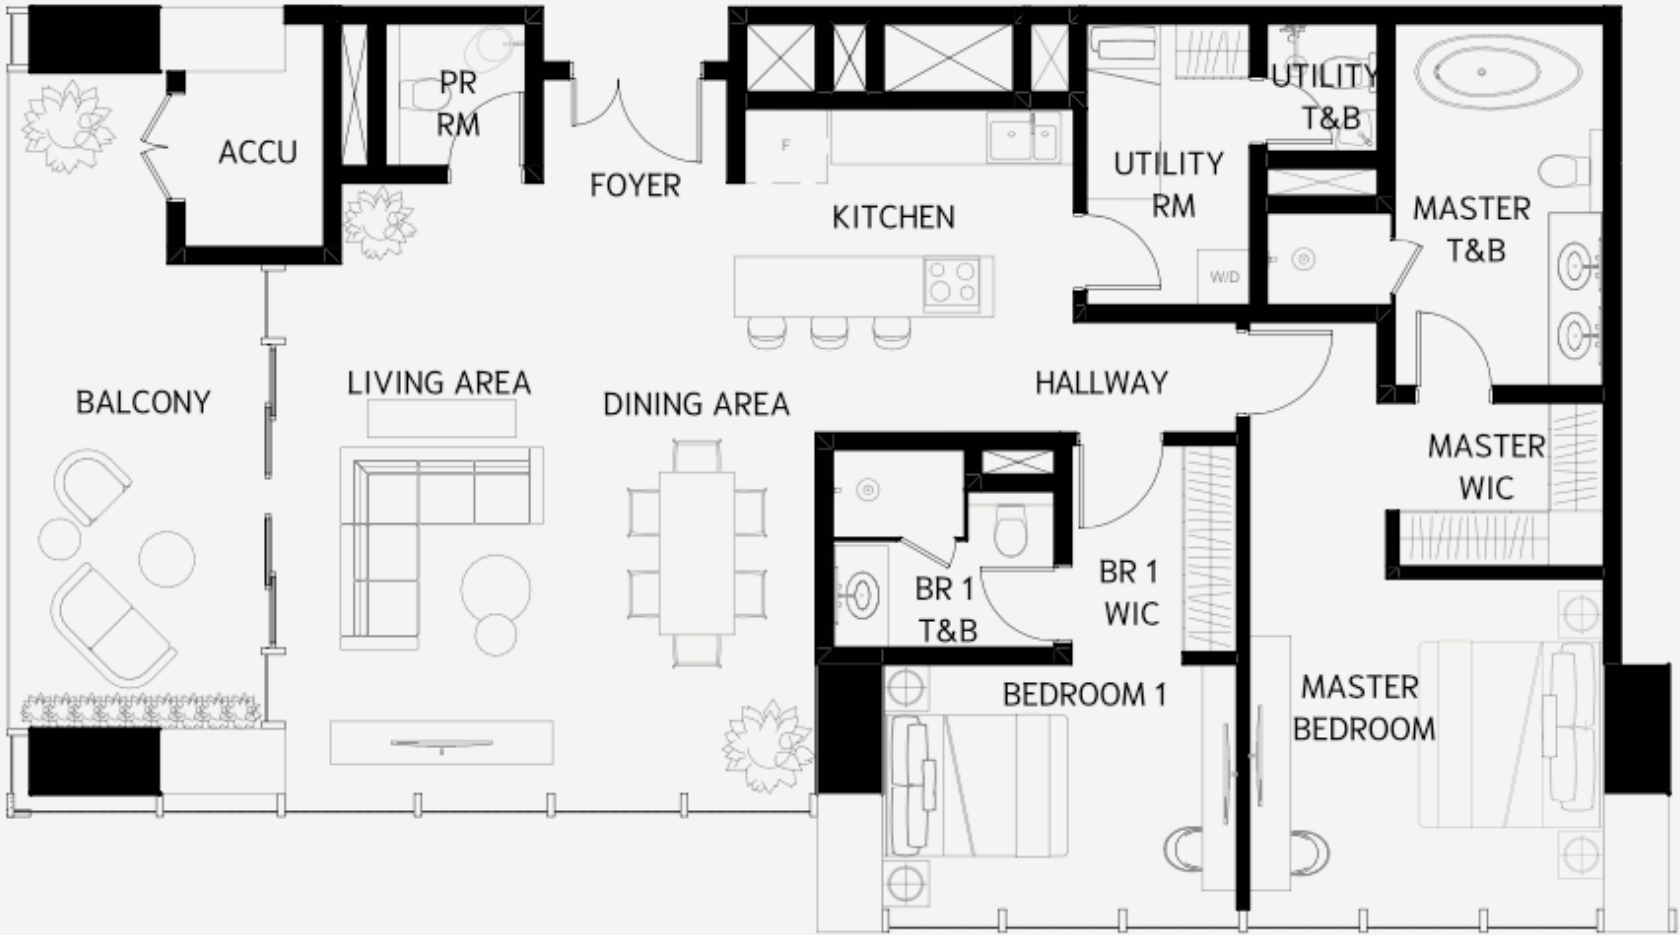 PR
RM
UTILITY
T&B
ACCU
FOYER
F
KITCHEN
UTILITY
RM
MASTER
T&B
W/D
BALCONY
LIVING AREA
DINING AREA
HALLWAY
MASTER
WIC
BR 1
T&B
BR 1
WIC
BEDROOM 1
MASTER
BEDROOM